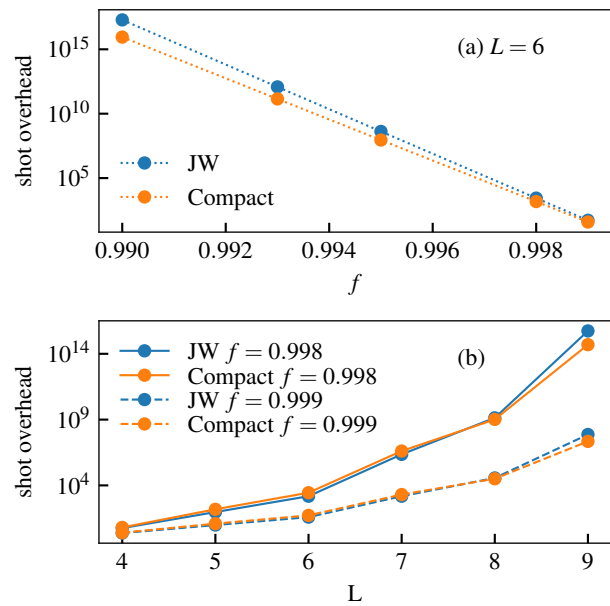 (a) L = 6
shot overhead
10^15
10^10
10^5
JW
Compact
0.990 0.992 0.994 0.996 0.998
f
(b)
shot overhead
10^14
10^9
10^4
JW f = 0.998
Compact f = 0.998
JW f = 0.999
Compact f = 0.999
4 5 6 7 8 9
L